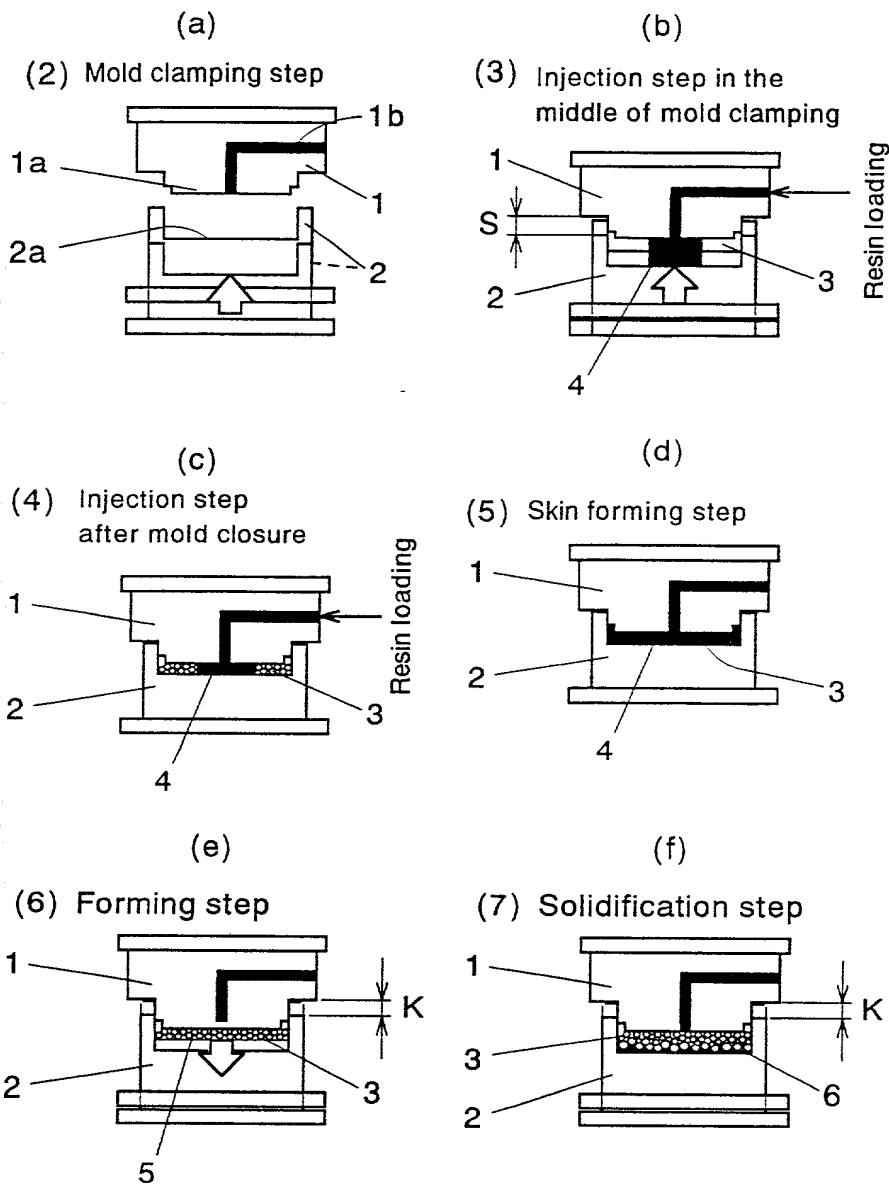 (a)
(2) Mold clamping step
1b
1a
1
2a
2
(b)
(3) Injection step in the
middle of mold clamping
1
Resin loading
S
2
3
4
(c)
(4) Injection step
after mold closure
1
Resin loading
2
3
4
(d)
(5) Skin forming step
1
2
3
4
(e)
(6) Forming step
1
K
2
3
5
(f)
(7) Solidification step
1
K
3
6
2